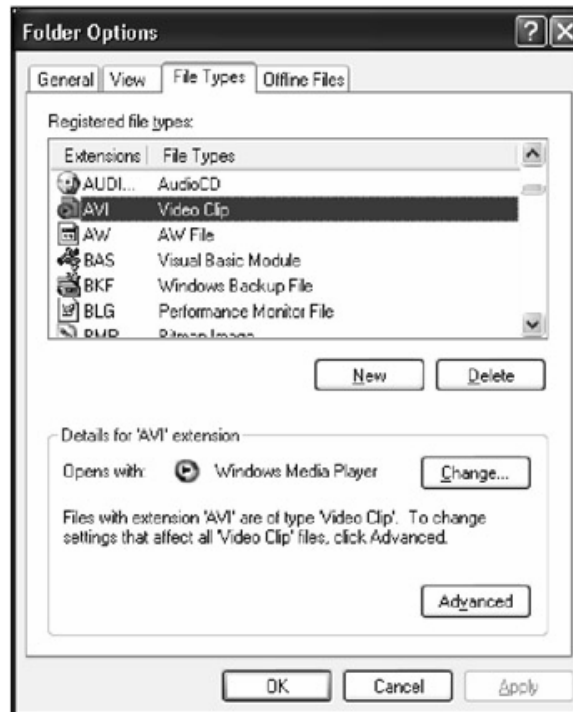 Folder Options
General View File Types Offline Files
Registered file types:
Extensions File Types
AUDI... AudioCD
AVI Video Clip
AW AW File
BAS Visual Basic Module
BKF Windows Backup File
BLG Performance Monitor File
BMP Bitmap Image
New Delete
Details for 'AVI' extension
Opens with: Windows Media Player Change...
Files with extension 'AVI' are of type 'Video Clip'. To change
settings that affect all 'Video Clip' files, click Advanced.
Advanced
OK Cancel Apply